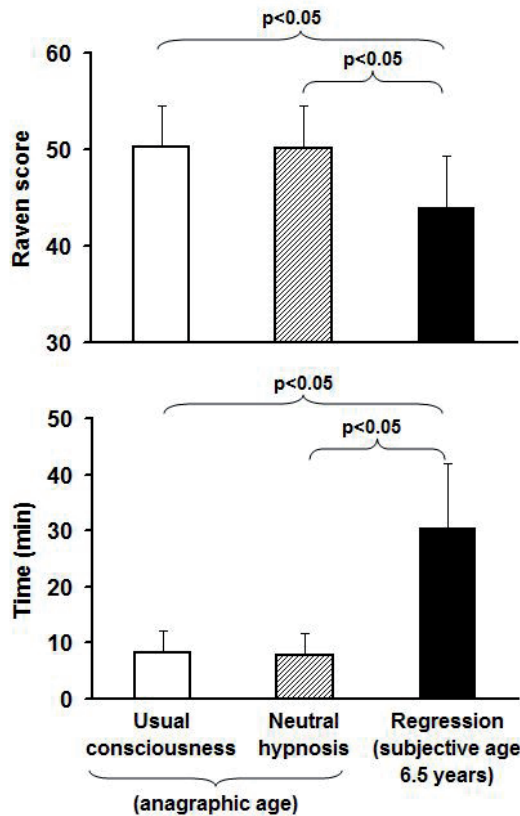 p<0.05
p<0.05
60
50
40
30
Raven score
p<0.05
p<0.05
50
40
30
20
10
0
Time (min)
Usual Neutral Regression
consciousness hypnosis (subjective age
6.5 years)
(anagraphic age)